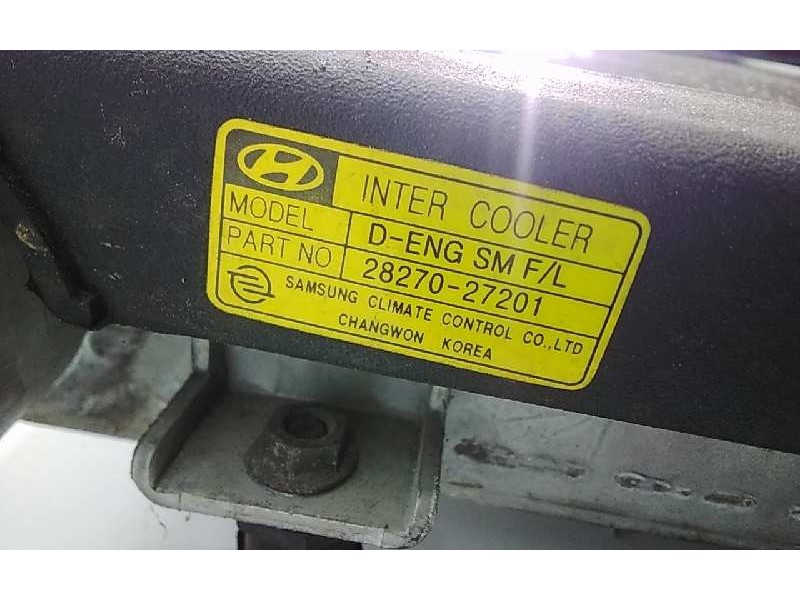 INTER COOLER
MODEL D-ENG SM F/L
PART NO 28270-27201
SAMSUNG CLIMATE CONTROL CO.,LTD
CHANGWON KOREA